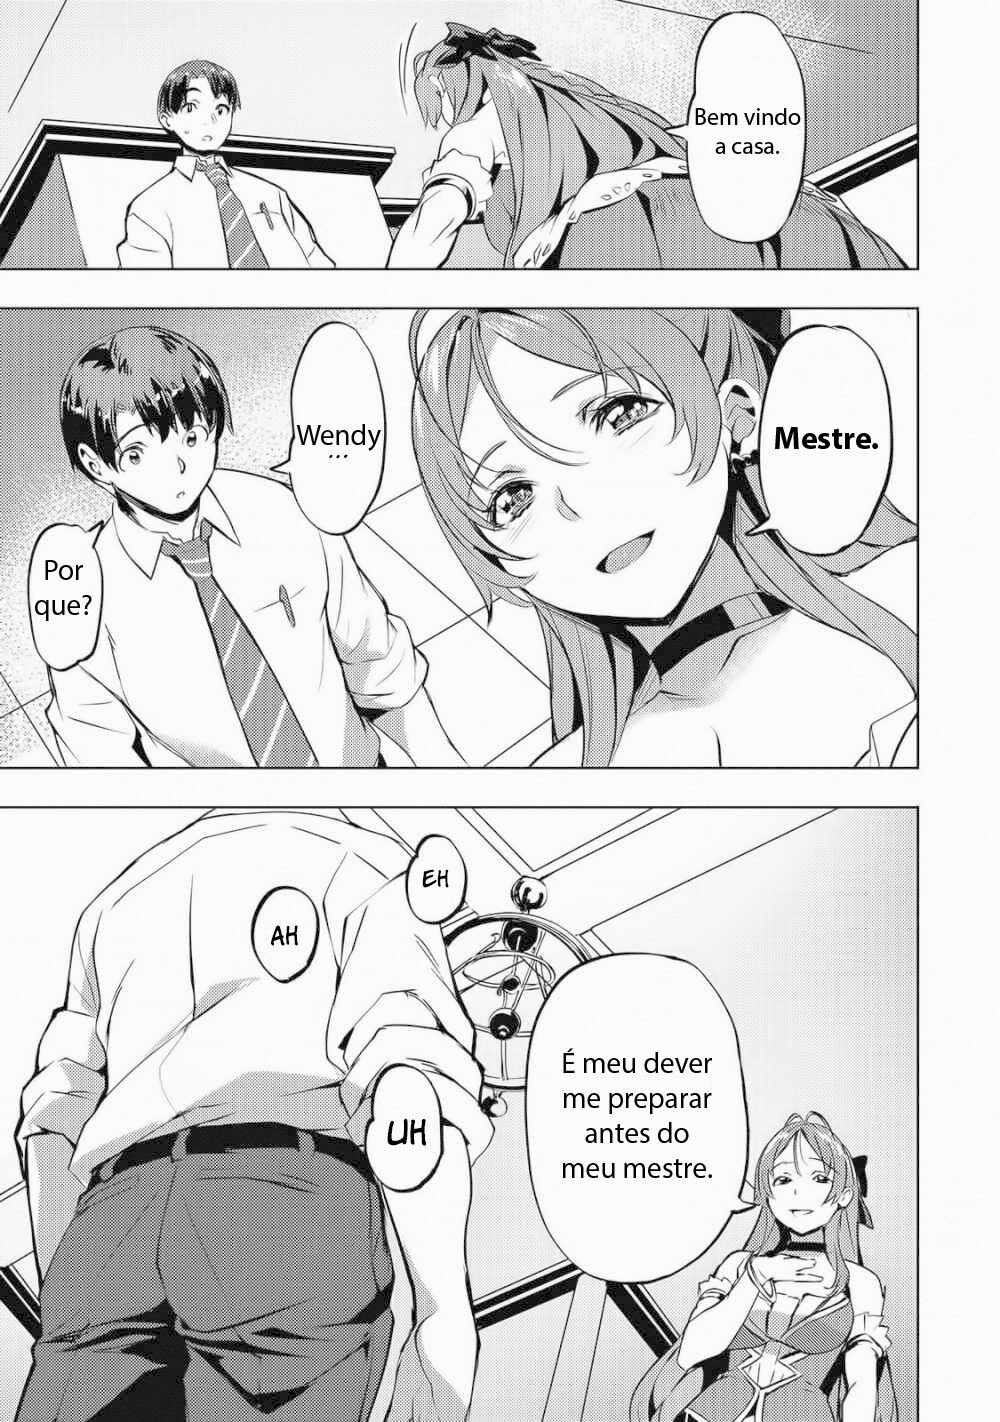 Bem vindo
a casa.
Mestre.
Wendy
...
Por
que?
EH
AH
UH
É meu dever
me preparar
antes do
meu mestre.